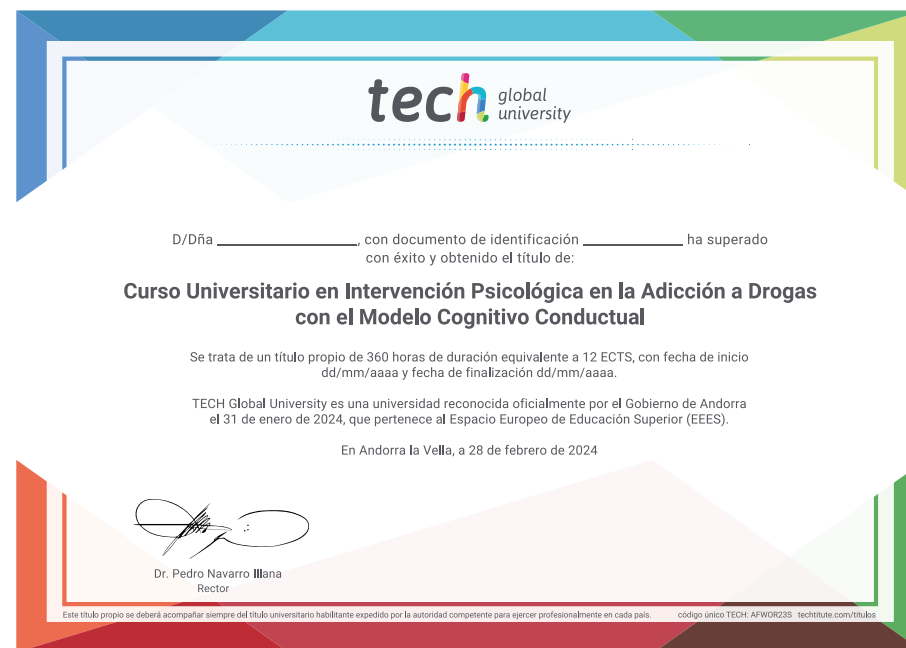 tech global university
D/Dña ______________, con documento de identificación __________ ha superado
con éxito y obtenido el título de:
Curso Universitario en Intervención Psicológica en la Adicción a Drogas
con el Modelo Cognitivo Conductual
Se trata de un título propio de 360 horas de duración equivalente a 12 ECTS, con fecha de inicio
dd/mm/aaaa y fecha de finalización dd/mm/aaaa.
TECH Global University es una universidad reconocida oficialmente por el Gobierno de Andorra
el 31 de enero de 2024, que pertenece al Espacio Europeo de Educación Superior (EEES).
En Andorra la Vella, a 28 de febrero de 2024
Dr. Pedro Navarro Illana
Rector
Este título propio se deberá acompañar siempre del título universitario habilitante expedido por la autoridad competente para ejercer profesionalmente en cada país. código único TECH: AFWOR23S techtitute.com/titulos